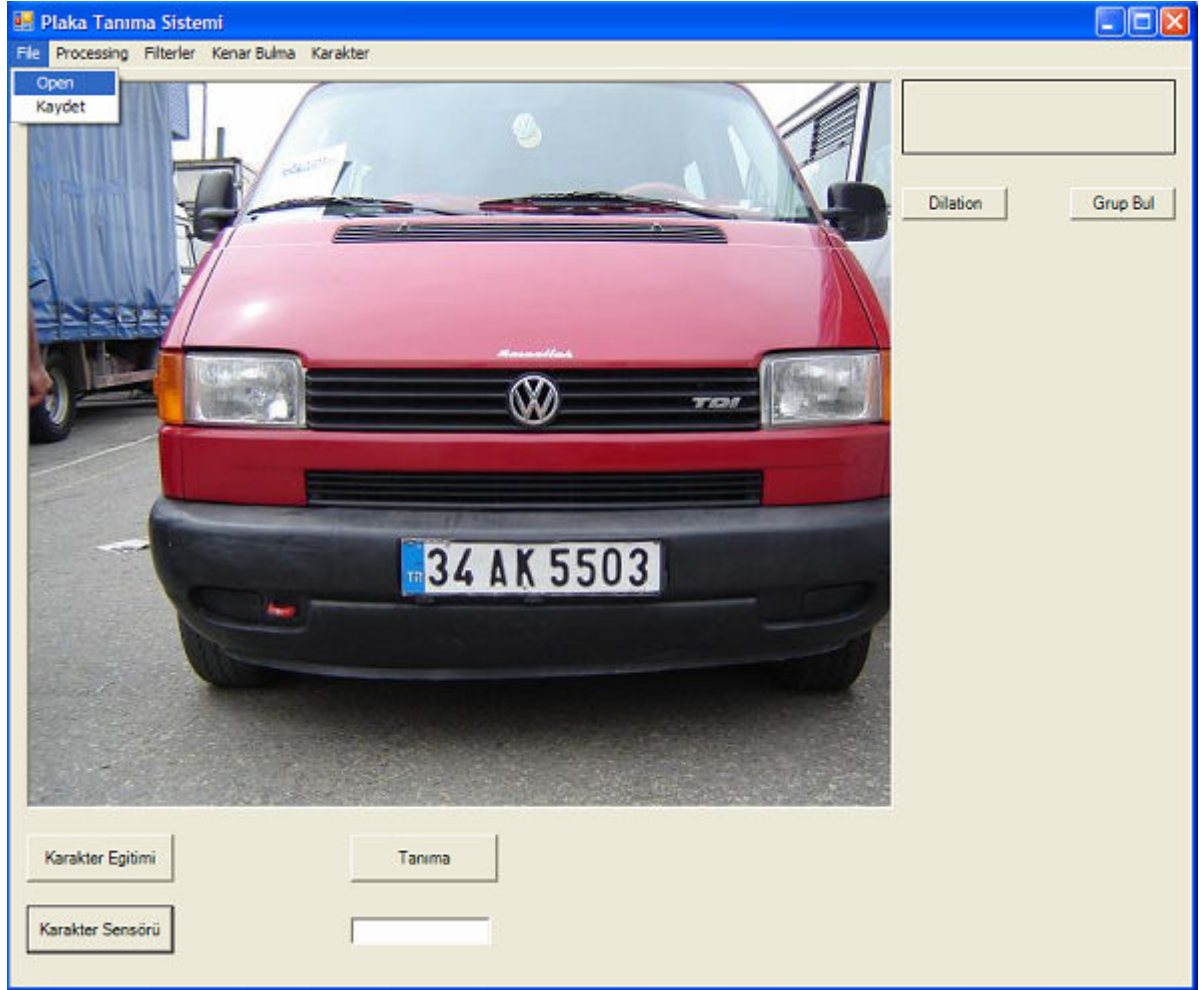 Plaka Tanıma Sistemi
File Processing Filterler Kenar Bulma Karakter
Open
Kaydet
Dilation Grup Bul
TDI
TR 34 AK 5503
Karakter Egitimi Tanıma
Karakter Sensörü